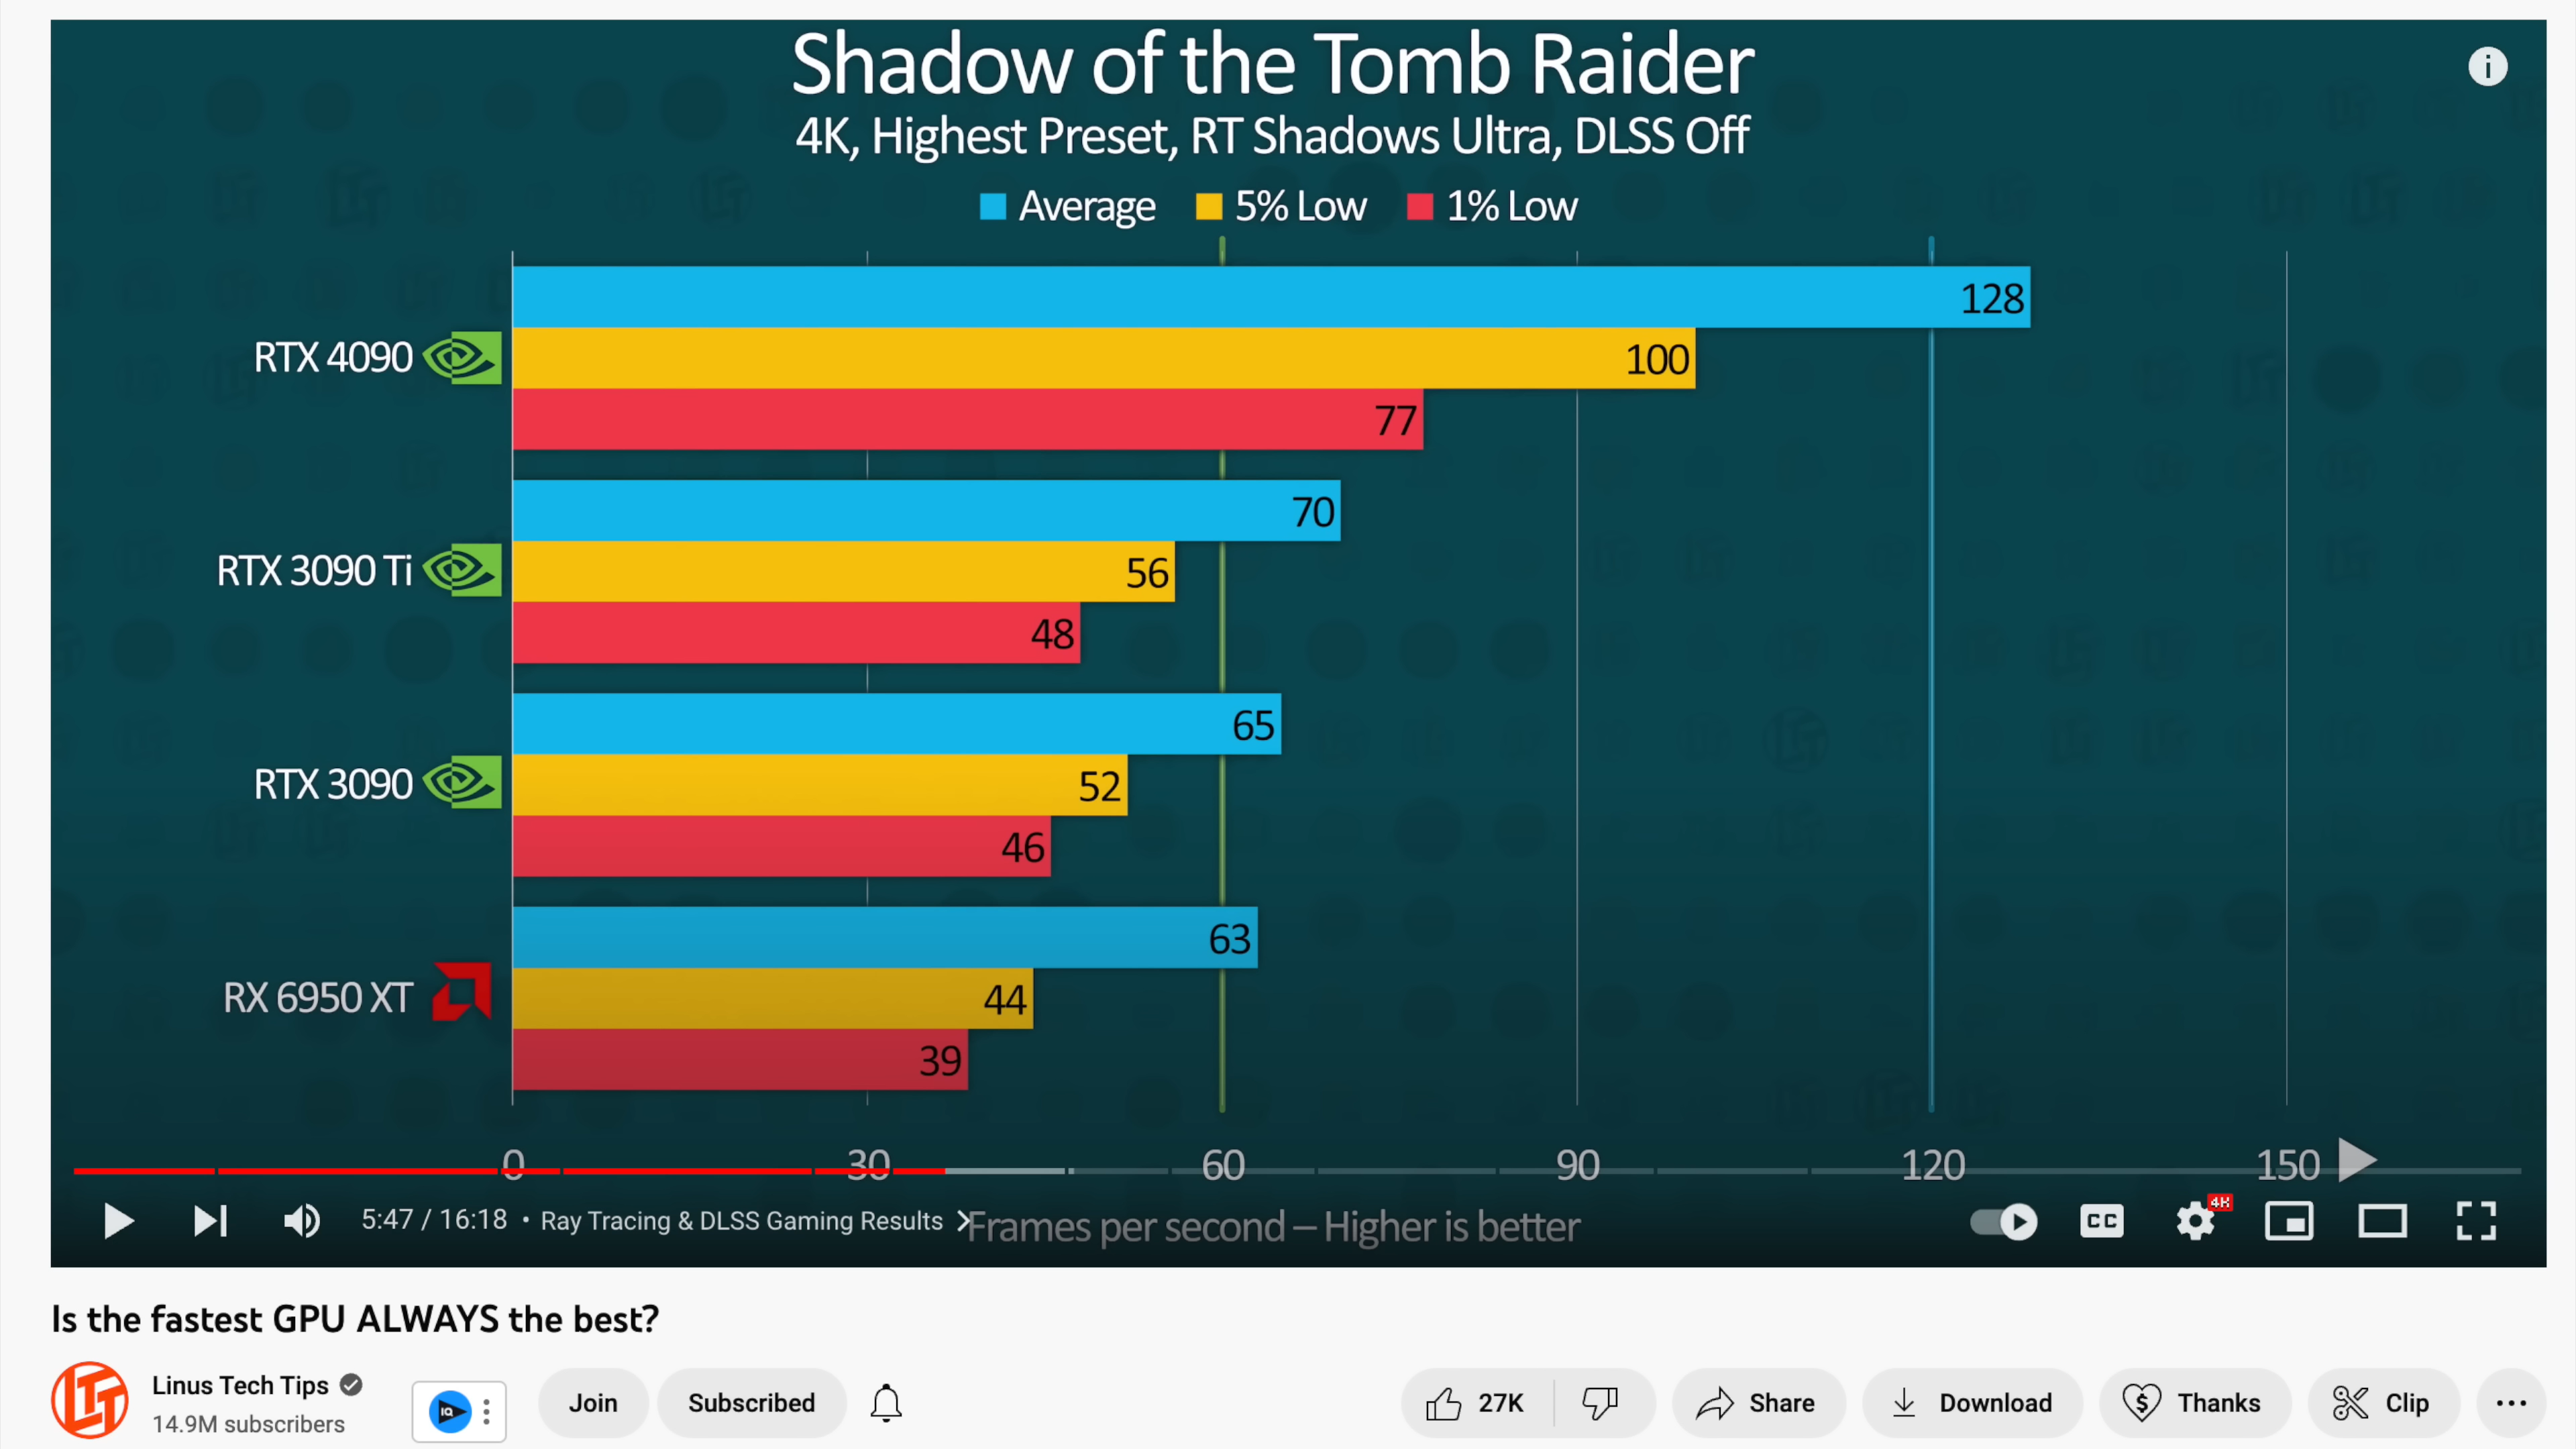 Shadow of the Tomb Raider
4K, Highest Preset, RT Shadows Ultra, DLSS Off
Average 5% Low 1% Low
RTX 4090
128
100
77
RTX 3090 Ti
70
56
48
RTX 3090
65
52
46
RX 6950 XT
63
44
39
0 30 60 90 120 150
5:47 / 16:18 • Ray Tracing & DLSS Gaming Results
Frames per second – Higher is better
CC
4K
Is the fastest GPU ALWAYS the best?
LTT
Linus Tech Tips
14.9M subscribers
IQ
Join
Subscribed
27K
Share
Download
Thanks
Clip